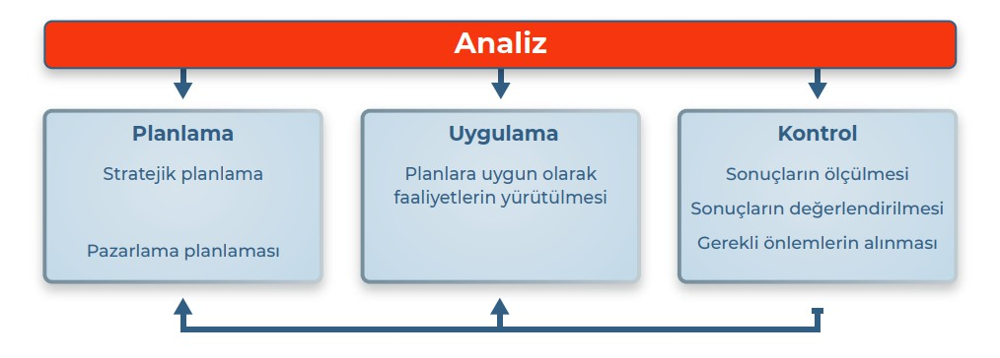 Analiz
Planlama
Stratejik planlama
Pazarlama planlaması
Uygulama
Planlara uygun olarak
faaliyetlerin yürütülmesi
Kontrol
Sonuçların ölçülmesi
Sonuçların değerlendirilmesi
Gerekli önlemlerin alınması